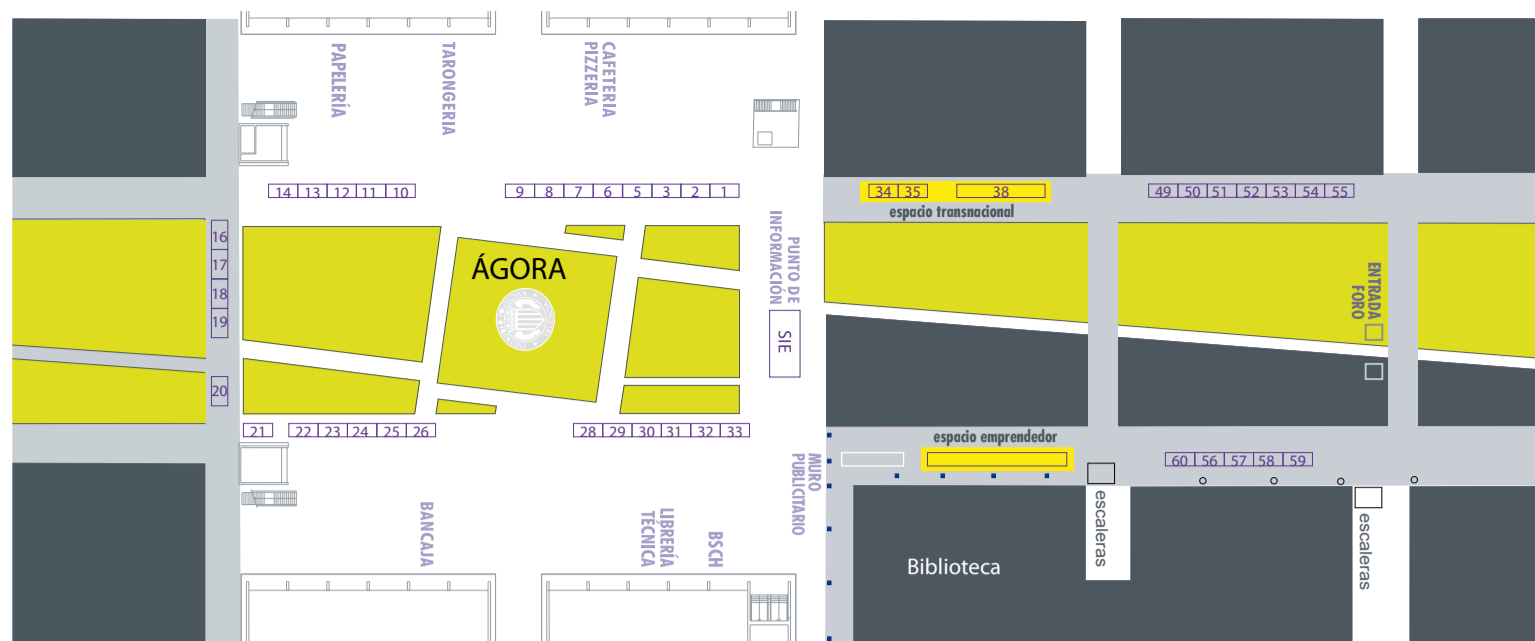 PAPELERÍA
TARONGERIA
CAFETERIA
PIZZERIA
14 13 12 11 10
9 8 7 6 5 3 2 1
34 35 38
espacio transnacional
49 50 51 52 53 54 55
16
17
18
19
20
ÁGORA
PUNTO DE
INFORMACIÓN
SIE
ENTRADA
FORO
21 22 23 24 25 26
28 29 30 31 32 33
espacio emprendedor
60 56 57 58 59
MURO
PUBLICITARIO
BANCAJA
LIBRERÍA
TÉCNICA
BSCH
escaleras
escaleras
Biblioteca